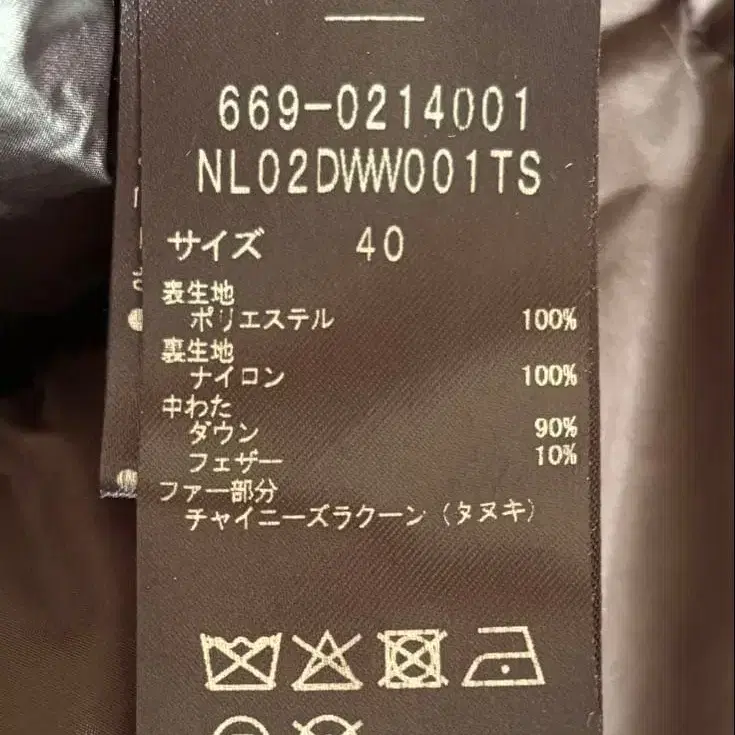 669-0214001
NL02DWW001TS
サイズ 40
表生地
ポリエステル 100%
裏生地
ナイロン 100%
中わた
ダウン 90%
フェザー 10%
ファー部分
チャイニーズラクーン（タヌキ）